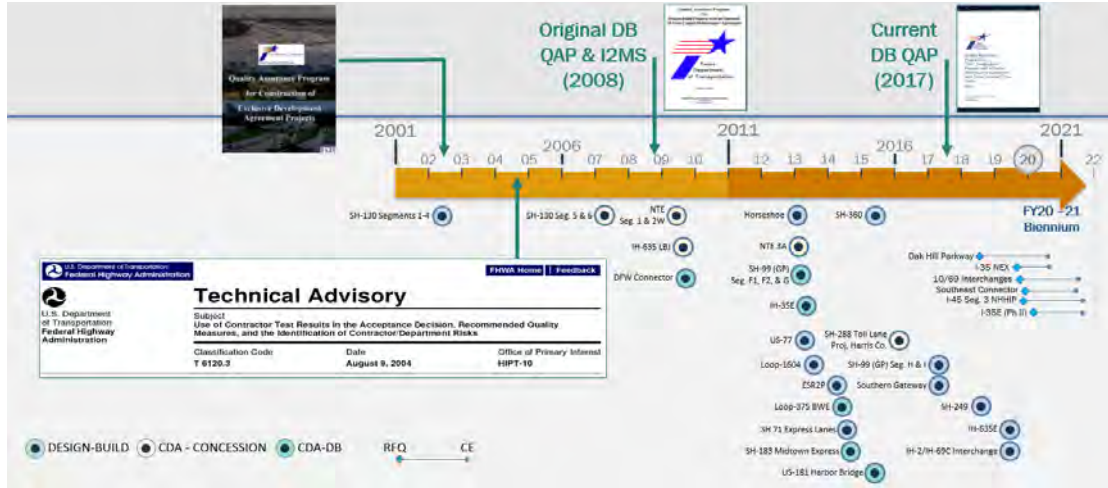 Quality Assurance Program
for Construction of
Exclusive Development
Agreement Projects
Original DB
QAP & I2MS
(2008)
Texas
Department
of Transportation
Current
DB QAP
(2017)
2001
2006
2011
2016
2021
02 03 04 05 07 08 09 10 12 13 14 15 17 18 19 20 22
SH-130 Segments 1-4
SH-130 Seg. 5 & 6
NTE
Seg. 1 & 2W
IH-635 LBJ
DFW Connector
Horseshoe
NTE 3A
SH-99 (GP)
Seg. F1, F2, & G
IH-35E
US-77
Loop-1604
ESR2P
Loop-375 BWE
SH 71 Express Lanes
SH-183 Midtown Express
US-181 Harbor Bridge
SH-360
SH-288 Toll Lane
Proj. Harris Co.
SH-99 (GP) Seg. H & I
Southern Gateway
SH-249
IH-635E
IH-2/IH-69C Interchange
FY20 - 21
Biennium
Oak Hill Parkway
I-35 NEX
10/69 Interchanges
Southeast Connector
I-45 Seg. 3 NHHIP
I-35E (Ph II)
U.S. Department of Transportation
Federal Highway Administration
FHWA Home | Feedback
U.S. Department
of Transportation
Federal Highway
Administration
Technical Advisory
Subject
Use of Contractor Test Results in the Acceptance Decision, Recommended Quality
Measures, and the Identification of Contractor/Department Risks
Classification Code
Date
Office of Primary Interest
T 6120.3
August 9, 2004
HIPT-10
DESIGN-BUILD
CDA - CONCESSION
CDA-DB
RFQ
CE